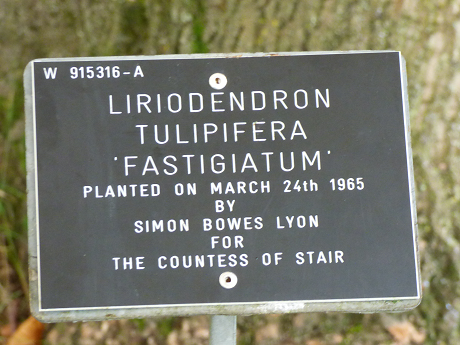 W 915316-A
LIRIODENDRON
TULIPIFERA
'FASTIGIATUM'
PLANTED ON MARCH 24th 1965
BY
SIMON BOWES LYON
FOR
THE COUNTESS OF STAIR